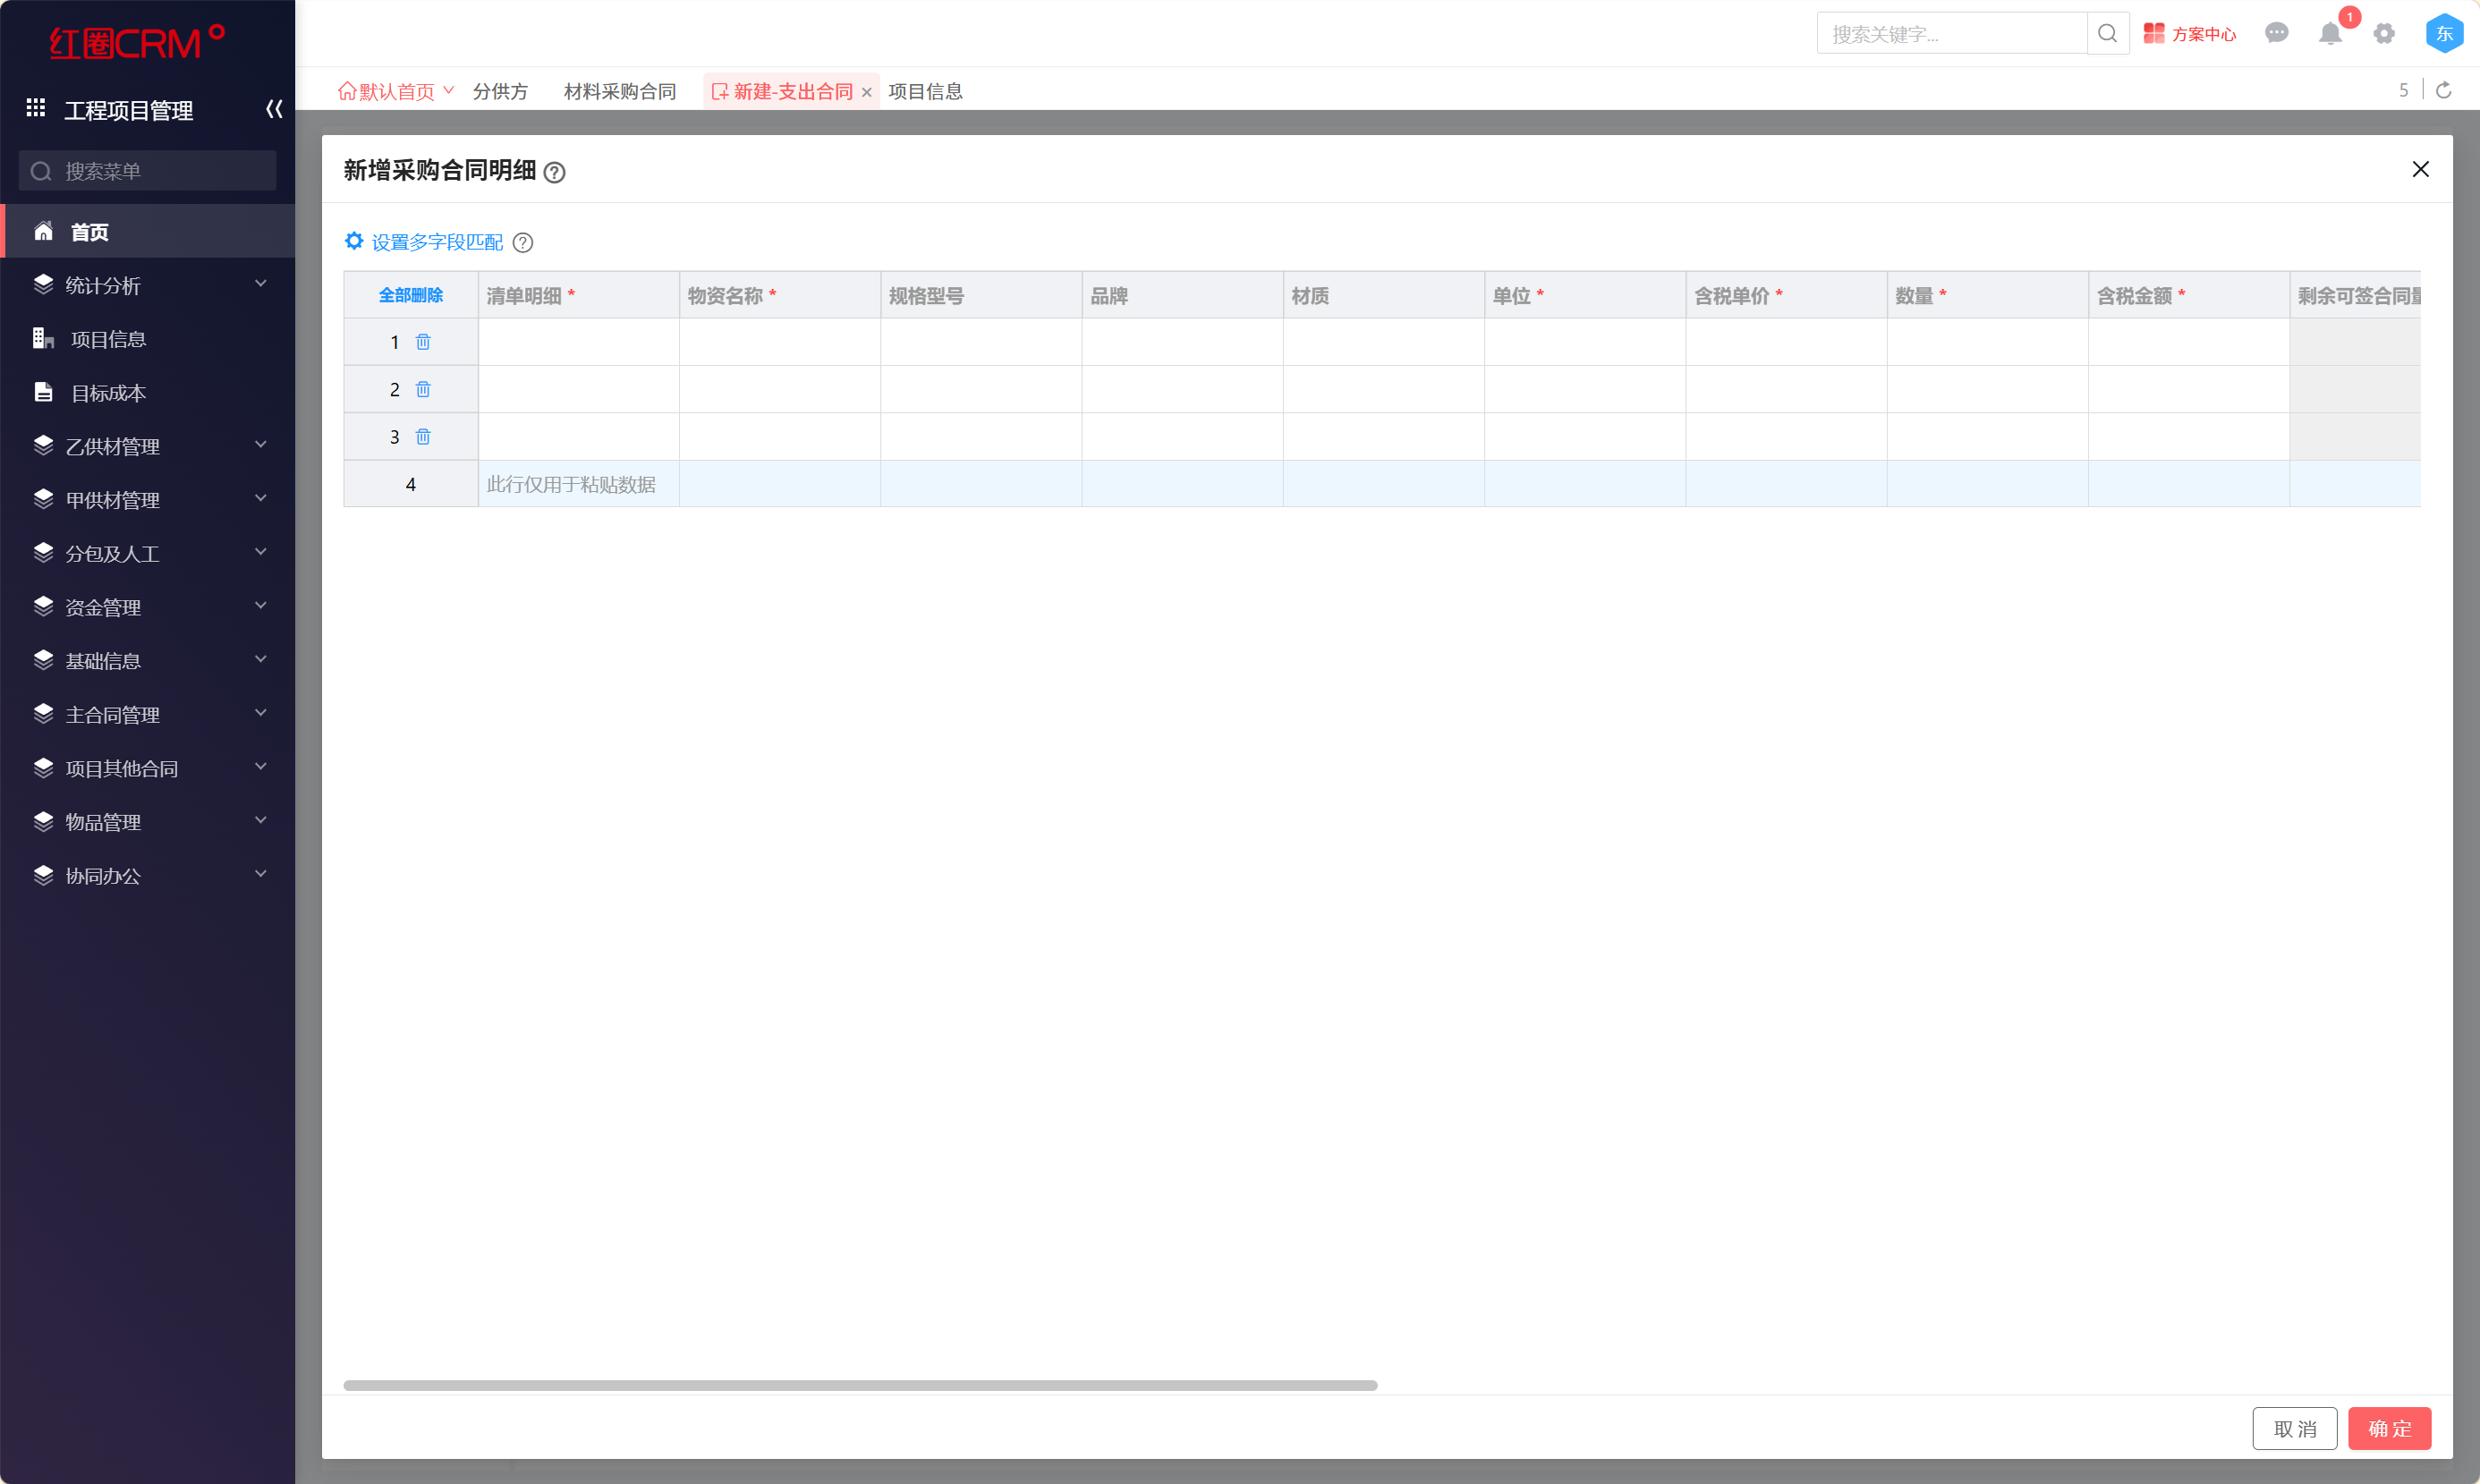 红圈CRM
工程项目管理
搜索菜单
首页
统计分析
项目信息
目标成本
乙供材管理
甲供材管理
分包及人工
资金管理
基础信息
主合同管理
项目其他合同
物品管理
协同办公
搜索关键字...
方案中心
1
东
默认首页 分供方 材料采购合同 新建-支出合同 项目信息 5
新增采购合同明细
设置多字段匹配
全部删除 清单明细 * 物资名称 * 规格型号 品牌 材质 单位 * 含税单价 * 数量 * 含税金额 * 剩余可签合同量
1
2
3
4 此行仅用于粘贴数据
取消 确定